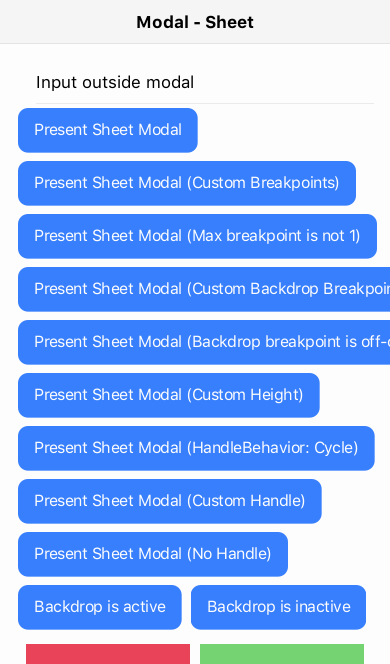 Modal - Sheet
Input outside modal
Present Sheet Modal
Present Sheet Modal (Custom Breakpoints)
Present Sheet Modal (Max breakpoint is not 1)
Present Sheet Modal (Custom Backdrop Breakpoin
Present Sheet Modal (Backdrop breakpoint is off-
Present Sheet Modal (Custom Height)
Present Sheet Modal (HandleBehavior: Cycle)
Present Sheet Modal (Custom Handle)
Present Sheet Modal (No Handle)
Backdrop is active
Backdrop is inactive